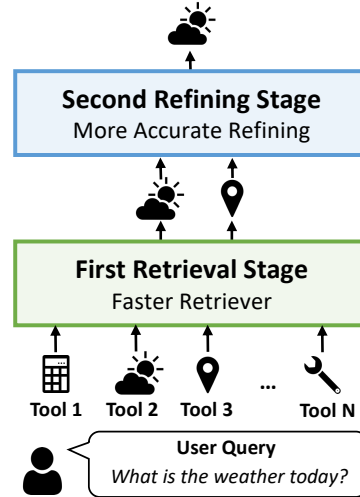 Second Refining Stage
More Accurate Refining
First Retrieval Stage
Faster Retriever
Tool 1 Tool 2 Tool 3 ... Tool N
User Query
What is the weather today?